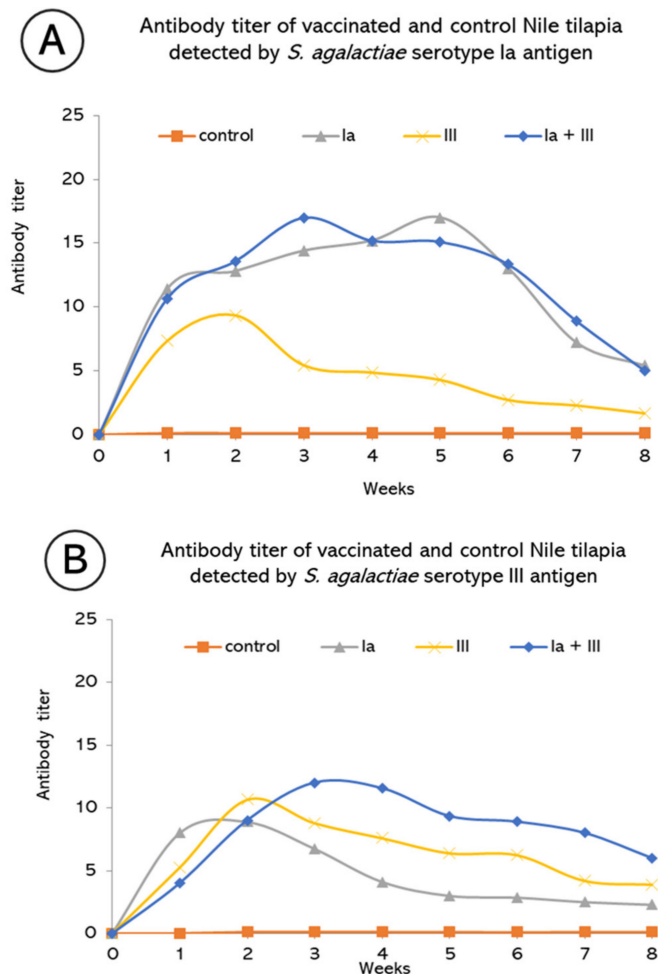 A
Antibody titer of vaccinated and control Nile tilapia
detected by S. agalactiae serotype Ia antigen
25
control Ia III Ia + III
20
15
10
5
0
Antibody titer
0 1 2 3 4 5 6 7 8
Weeks
B
Antibody titer of vaccinated and control Nile tilapia
detected by S. agalactiae serotype III antigen
25
control Ia III Ia + III
20
15
10
5
0
Antibody titer
0 1 2 3 4 5 6 7 8
Weeks